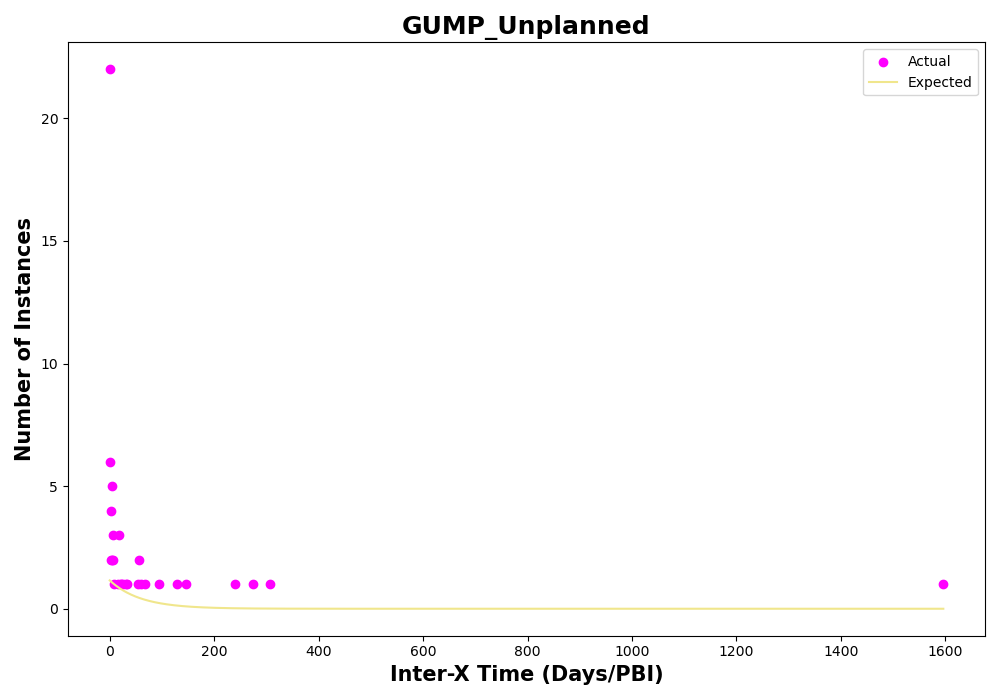 GUMP_Unplanned
Actual
Expected
Number of Instances
20
15
10
5
0
0 200 400 600 800 1000 1200 1400 1600
Inter-X Time (Days/PBI)